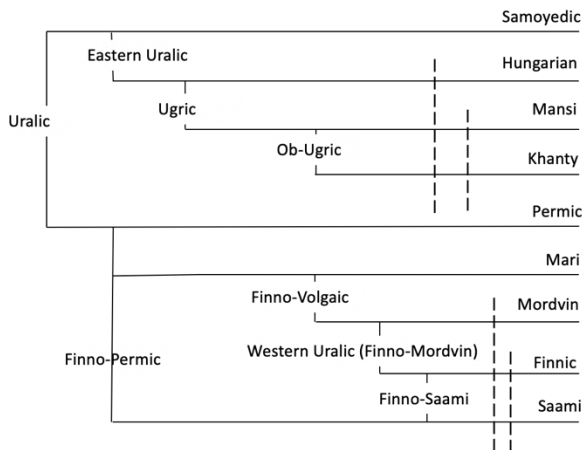 Samoyedic
Eastern Uralic
Hungarian
Ugric
Mansi
Uralic
Ob-Ugric
Khanty
Permic
Mari
Finno-Volgaic
Mordvin
Western Uralic (Finno-Mordvin)
Finno-Permic
Finnic
Finno-Saami
Saami